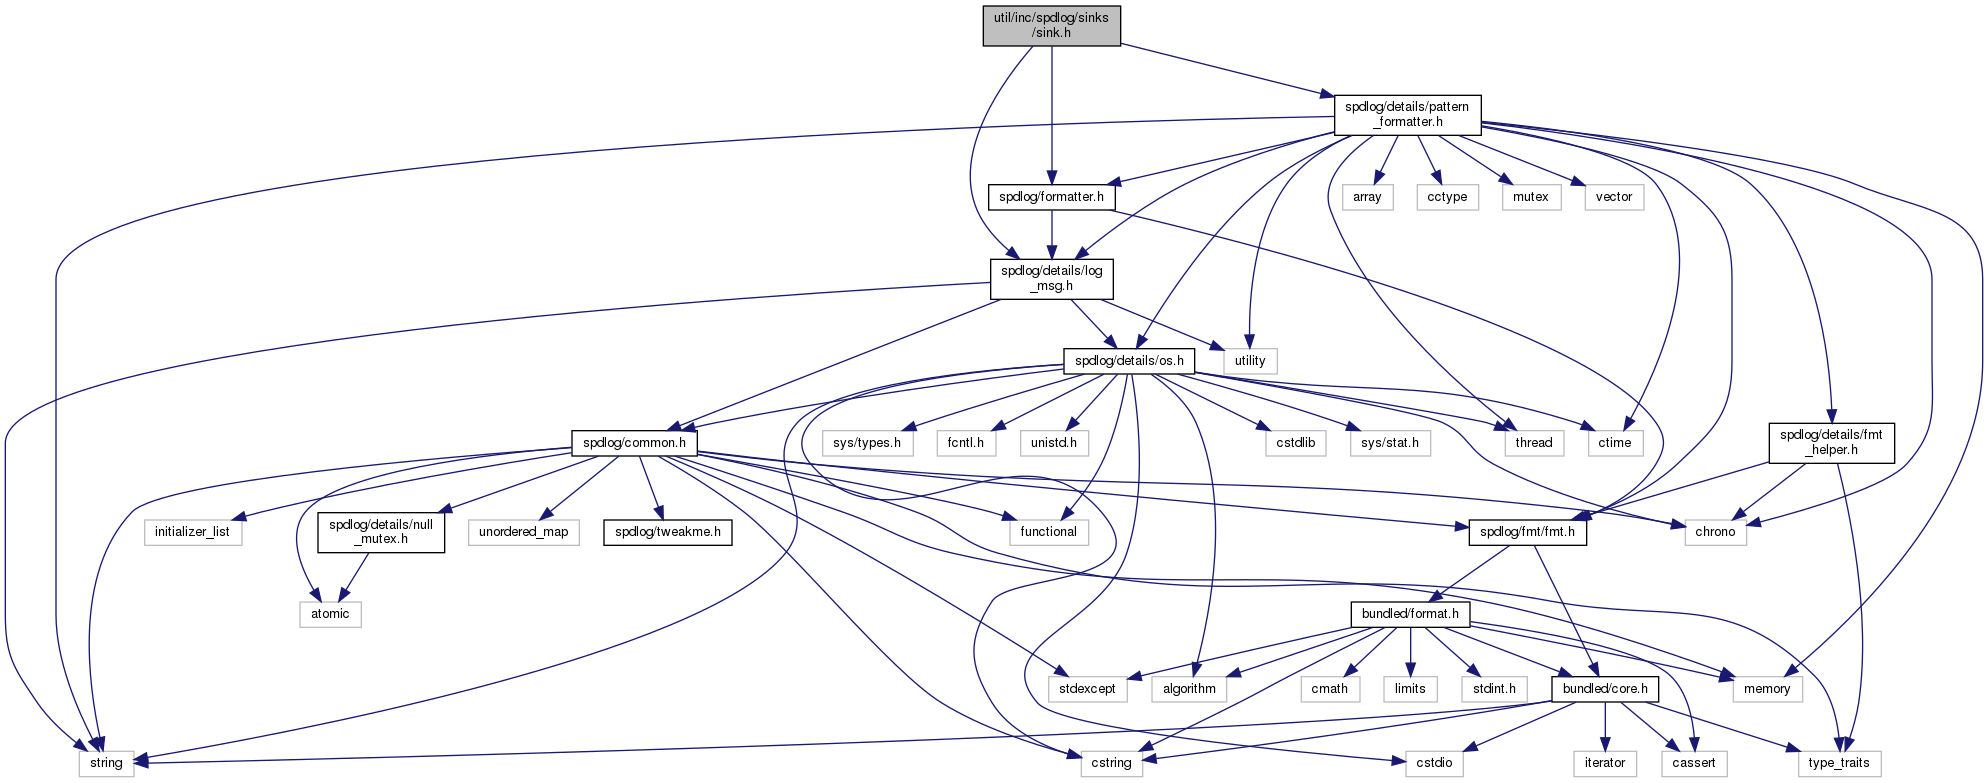 util/inc/spdlog/sinks
/sink.h
spdlog/details/pattern
_formatter.h
spdlog/formatter.h
array
cctype
mutex
vector
spdlog/details/log
_msg.h
spdlog/details/os.h
utility
spdlog/common.h
sys/types.h
fcntl.h
unistd.h
cstdlib
sys/stat.h
thread
ctime
spdlog/details/fmt
_helper.h
initializer_list
spdlog/details/null
_mutex.h
unordered_map
spdlog/tweakme.h
functional
spdlog/fmt/fmt.h
chrono
atomic
bundled/format.h
stdexcept
algorithm
cmath
limits
stdint.h
bundled/core.h
memory
string
cstring
cstdio
iterator
cassert
type_traits